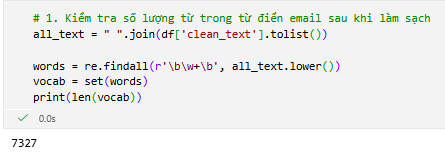 # 1. Kiểm tra số lượng từ trong từ điển email sau khi làm sạch
all_text = " ".join(df['clean_text'].tolist())
words = re.findall(r'\b\w+\b', all_text.lower())
vocab = set(words)
print(len(vocab))
0.0s
7327